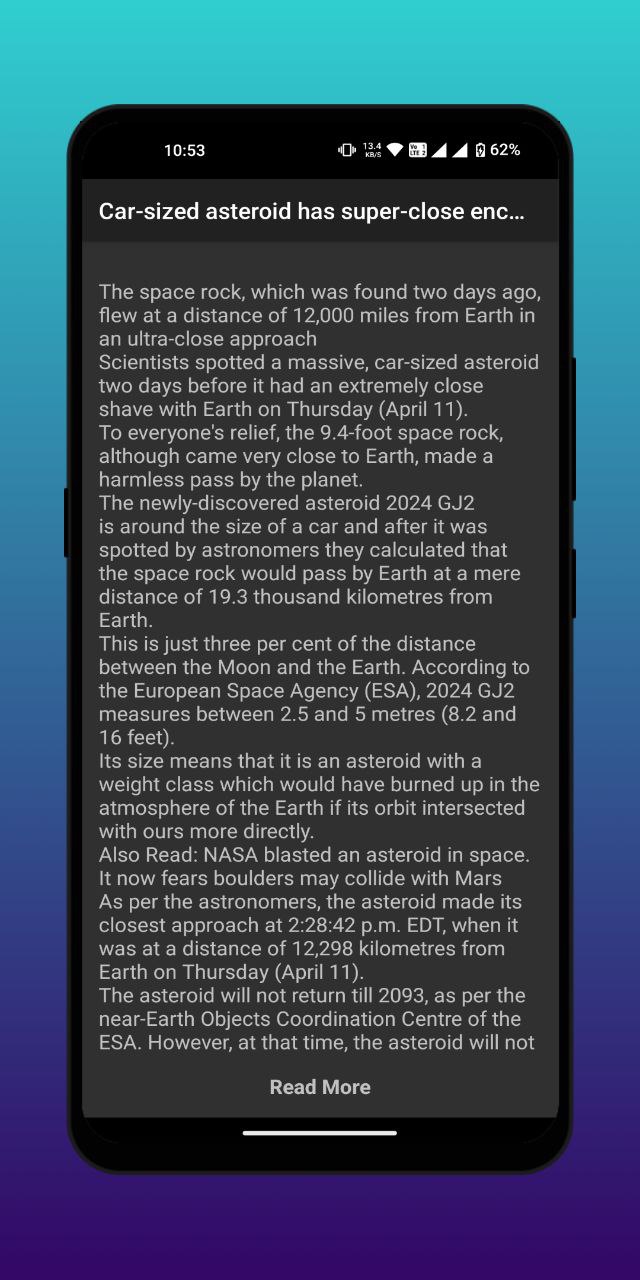 10:53
13.4
KB/S
Vo 1
LTE 2
62%
Car-sized asteroid has super-close enc...
The space rock, which was found two days ago,
flew at a distance of 12,000 miles from Earth in
an ultra-close approach
Scientists spotted a massive, car-sized asteroid
two days before it had an extremely close
shave with Earth on Thursday (April 11).
To everyone's relief, the 9.4-foot space rock,
although came very close to Earth, made a
harmless pass by the planet.
The newly-discovered asteroid 2024 GJ2
is around the size of a car and after it was
spotted by astronomers they calculated that
the space rock would pass by Earth at a mere
distance of 19.3 thousand kilometres from
Earth.
This is just three per cent of the distance
between the Moon and the Earth. According to
the European Space Agency (ESA), 2024 GJ2
measures between 2.5 and 5 metres (8.2 and
16 feet).
Its size means that it is an asteroid with a
weight class which would have burned up in the
atmosphere of the Earth if its orbit intersected
with ours more directly.
Also Read: NASA blasted an asteroid in space.
It now fears boulders may collide with Mars
As per the astronomers, the asteroid made its
closest approach at 2:28:42 p.m. EDT, when it
was at a distance of 12,298 kilometres from
Earth on Thursday (April 11).
The asteroid will not return till 2093, as per the
near-Earth Objects Coordination Centre of the
ESA. However, at that time, the asteroid will not
Read More